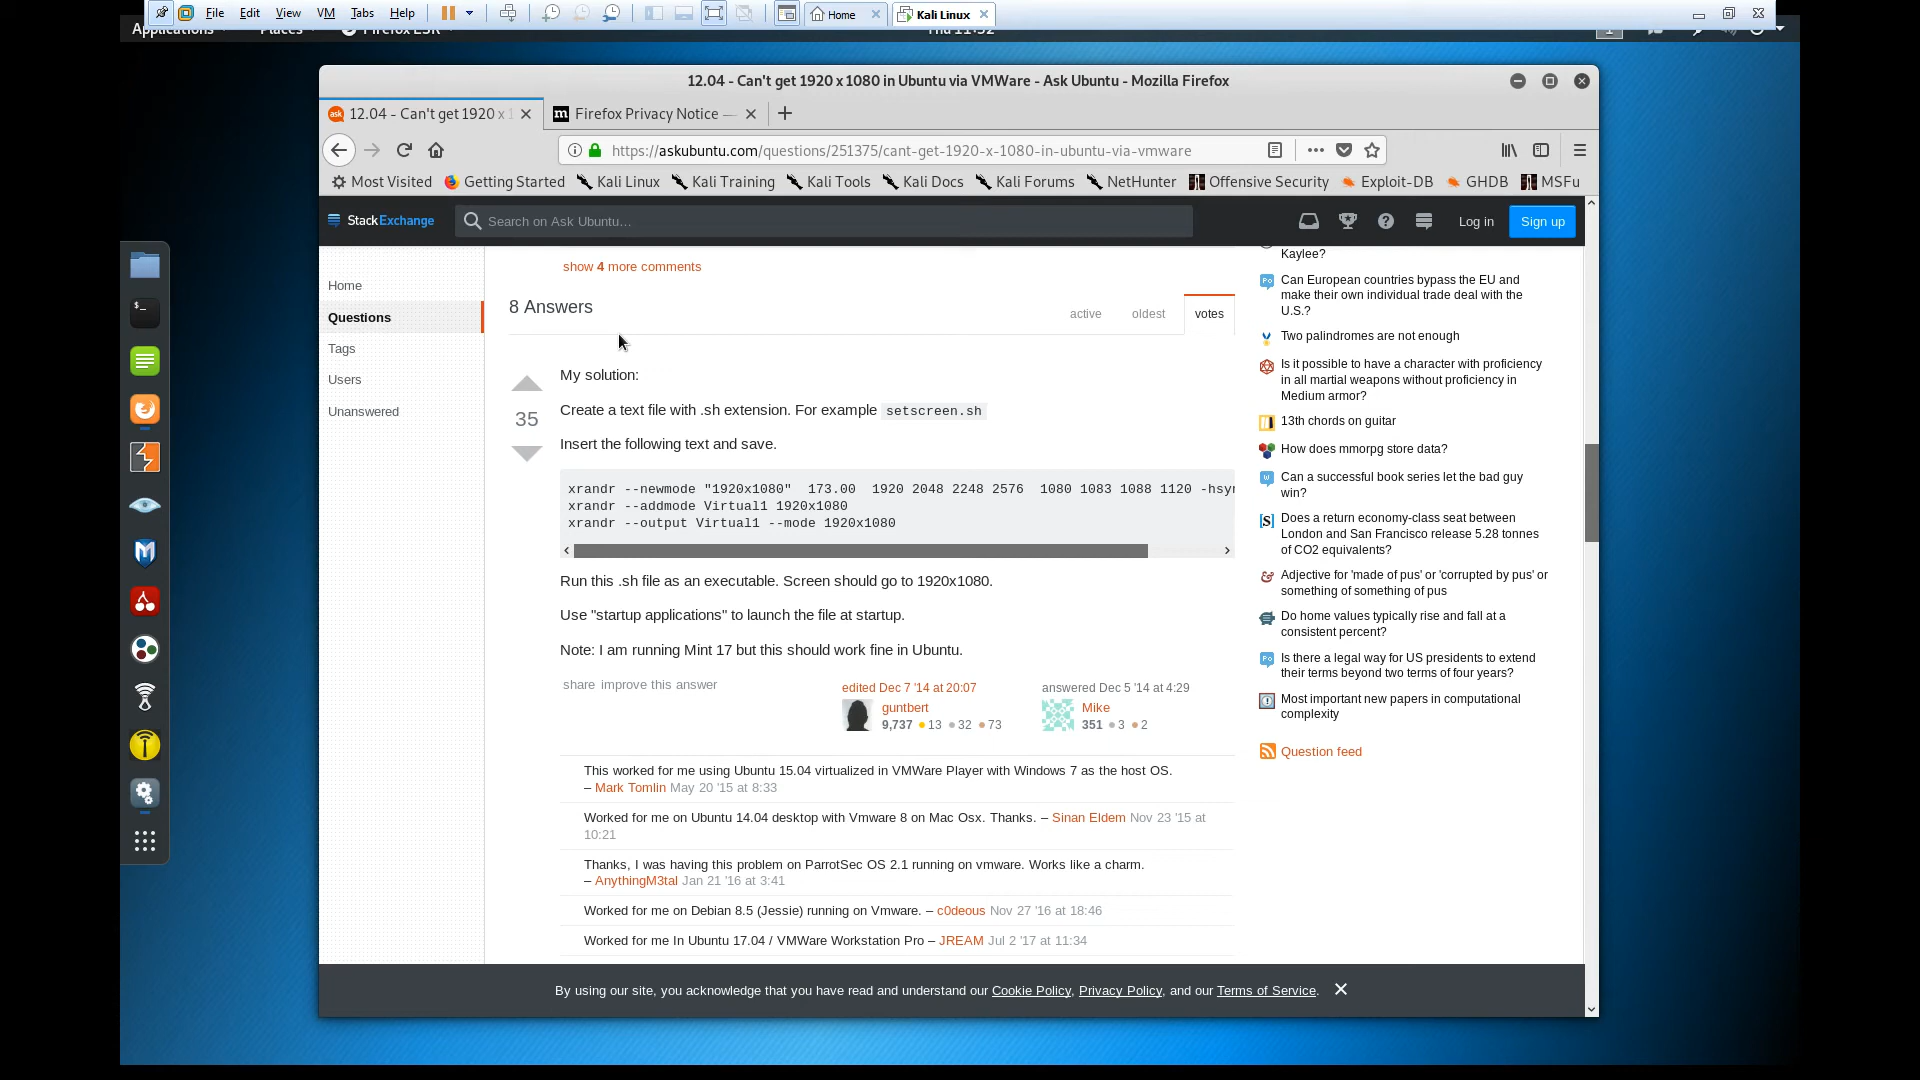 File Edit View VM Tabs Help Home Kali Linux
Applications Places Firefox ESR Thu 11:32 1
12.04 - Can't get 1920 x 1080 in Ubuntu via VMWare - Ask Ubuntu - Mozilla Firefox
12.04 - Can't get 1920 x 1 Firefox Privacy Notice —
https://askubuntu.com/questions/251375/cant-get-1920-x-1080-in-ubuntu-via-vmware
Most Visited Getting Started Kali Linux Kali Training Kali Tools Kali Docs Kali Forums NetHunter Offensive Security Exploit-DB GHDB MSFu
StackExchange Search on Ask Ubuntu… Log in Sign up
Home
Questions
Tags
Users
Unanswered
show 4 more comments
8 Answers
active oldest votes
35
My solution:
Create a text file with .sh extension. For example setscreen.sh
Insert the following text and save.
xrandr --newmode "1920x1080" 173.00 1920 2048 2248 2576 1080 1083 1088 1120 -hsyn
xrandr --addmode Virtual1 1920x1080
xrandr --output Virtual1 --mode 1920x1080
Run this .sh file as an executable. Screen should go to 1920x1080.
Use "startup applications" to launch the file at startup.
Note: I am running Mint 17 but this should work fine in Ubuntu.
share improve this answer
edited Dec 7 '14 at 20:07
guntbert
9,737 13 32 73
answered Dec 5 '14 at 4:29
Mike
351 3 2
This worked for me using Ubuntu 15.04 virtualized in VMWare Player with Windows 7 as the host OS.
– Mark Tomlin May 20 '15 at 8:33
Worked for me on Ubuntu 14.04 desktop with Vmware 8 on Mac Osx. Thanks. – Sinan Eldem Nov 23 '15 at
10:21
Thanks, I was having this problem on ParrotSec OS 2.1 running on vmware. Works like a charm.
– AnythingM3tal Jan 21 '16 at 3:41
Worked for me on Debian 8.5 (Jessie) running on Vmware. – c0deous Nov 27 '16 at 18:46
Worked for me In Ubuntu 17.04 / VMWare Workstation Pro – JREAM Jul 2 '17 at 11:34
Kaylee?
Can European countries bypass the EU and
make their own individual trade deal with the
U.S.?
Two palindromes are not enough
Is it possible to have a character with proficiency
in all martial weapons without proficiency in
Medium armor?
13th chords on guitar
How does mmorpg store data?
Can a successful book series let the bad guy
win?
Does a return economy-class seat between
London and San Francisco release 5.28 tonnes
of CO2 equivalents?
Adjective for 'made of pus' or 'corrupted by pus' or
something of something of pus
Do home values typically rise and fall at a
consistent percent?
Is there a legal way for US presidents to extend
their terms beyond two terms of four years?
Most important new papers in computational
complexity
Question feed
By using our site, you acknowledge that you have read and understand our Cookie Policy, Privacy Policy, and our Terms of Service.